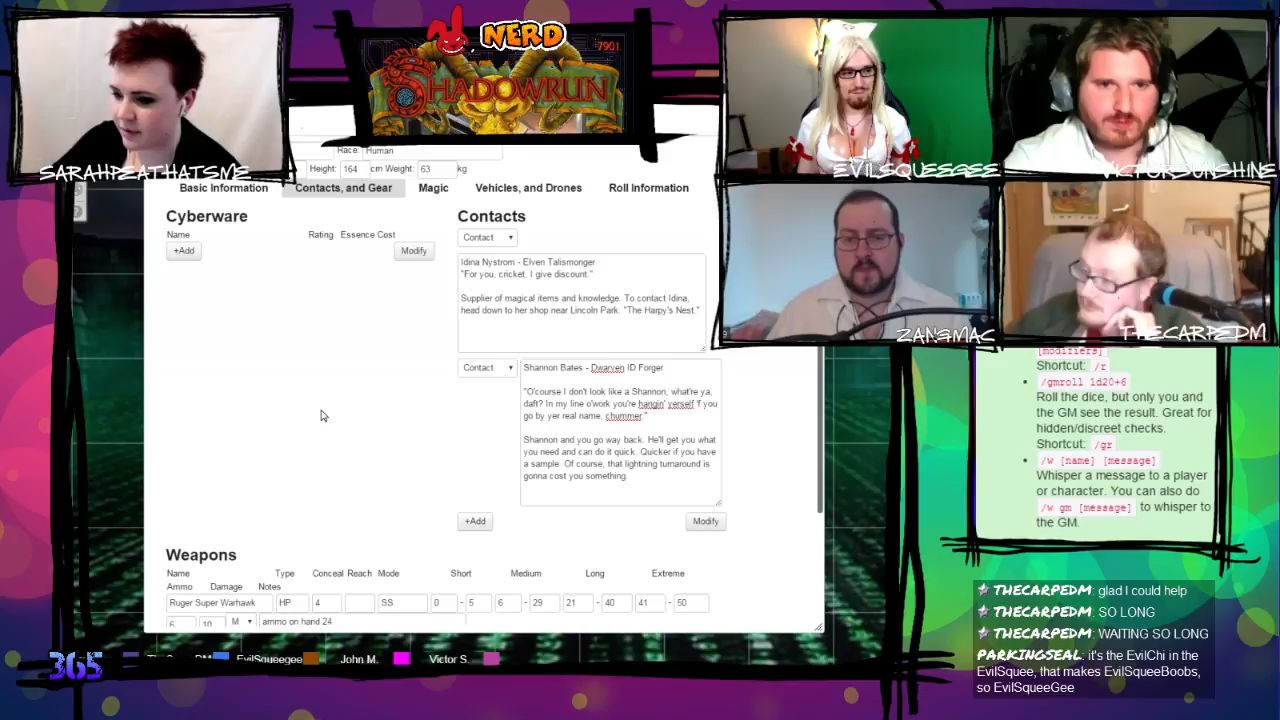 NERD
7901
SHADOWRUN
SARAHPEATHATSME
EVILSQUEEGEE
VICTORSUNSHINE
ZANGMAC
THECARPEDM
Race: Human
Height: 164 cm Weight: 63 kg
Basic Information Contacts, and Gear Magic Vehicles, and Drones Roll Information
Cyberware
Name Rating Essence Cost
+Add Modify
Contacts
Contact
Idina Nystrom - Elven Talismonger
"For you, cricket, I give discount."
Supplier of magical items and knowledge. To contact Idina,
head down to her shop near Lincoln Park. "The Harpy's Nest."
Contact
Shannon Bates - Dwarven ID Forger
"O'course I don't look like a Shannon, what're ya,
daft? In my line o'work you're hangin' yerself 'f you
go by yer real name, chummer."
Shannon and you go way back. He'll get you what
you need and can do it quick. Quicker if you have
a sample. Of course, that lightning turnaround is
gonna cost you something.
+Add Modify
Weapons
Name Type Conceal Reach Mode Short Medium Long Extreme
Ammo Damage Notes
Ruger Super Warhawk HP 4 SS 0 - 5 6 - 29 21 - 40 41 - 50
6 10 M ammo on hand 24
[modifiers]
Shortcut: /r
/gmroll 1d20+6
Roll the dice, but only you and
the GM see the result. Great for
hidden/discreet checks.
Shortcut: /gr
/w [name] [message]
Whisper a message to a player
or character. You can also do
/w gm [message] to whisper to
the GM.
365
TheCarpeDM EvilSqueegee John M. Victor S.
THECARPEDM: glad I could help
THECARPEDM: SO LONG
THECARPEDM: WAITING SO LONG
PARKINGSEAL: it's the EvilChi in the
EvilSquee, that makes EvilSqueeBoobs,
so EvilSqueeGee